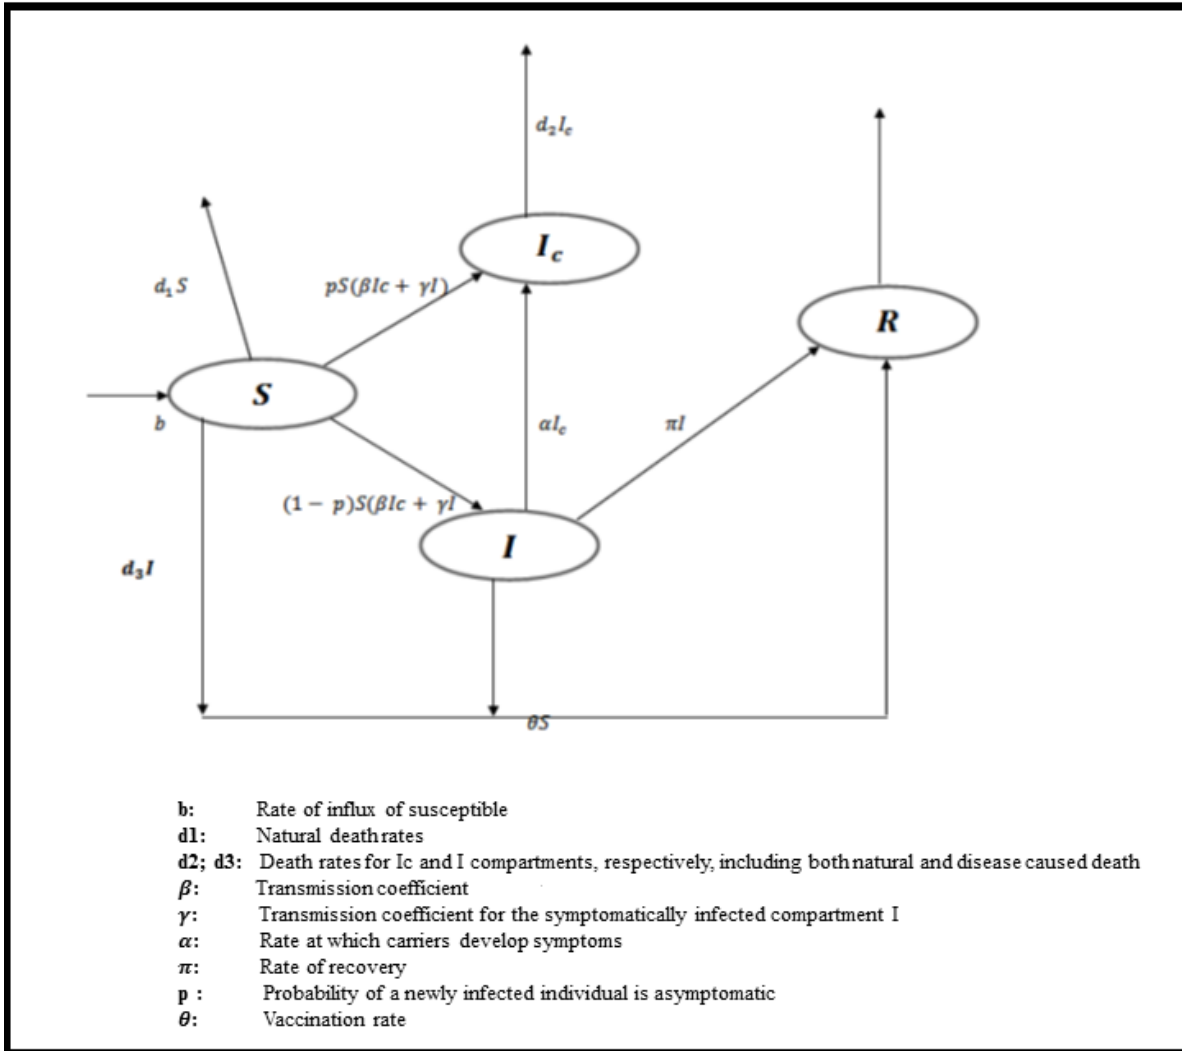 d₂I_c
I_c
d₁S
pS(βIc + γI)
R
S
b
αI_c
πI
(1 − p)S(βIc + γI
I
d₃I
θS
b: Rate of influx of susceptible
d1: Natural death rates
d2; d3: Death rates for Ic and I compartments, respectively, including both natural and disease caused death
β: Transmission coefficient
γ: Transmission coefficient for the symptomatically infected compartment I
α: Rate at which carriers develop symptoms
π: Rate of recovery
p : Probability of a newly infected individual is asymptomatic
θ: Vaccination rate